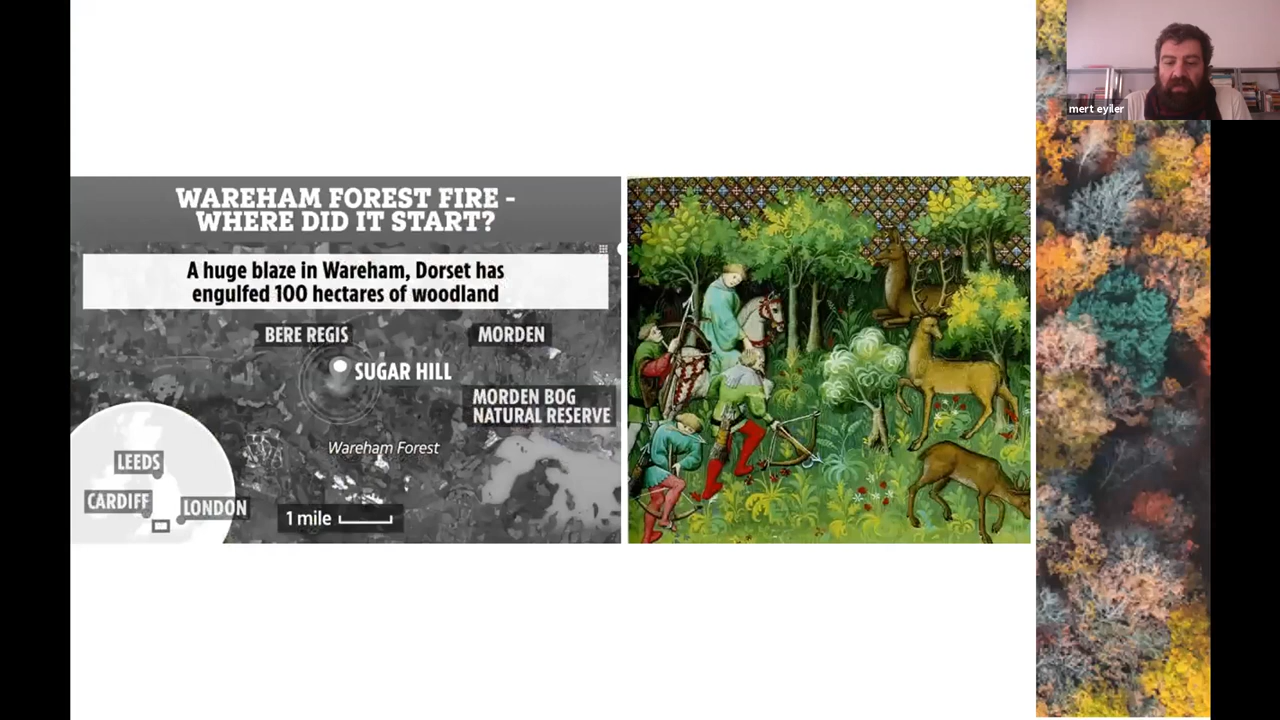 WAREHAM FOREST FIRE -
WHERE DID IT START?
A huge blaze in Wareham, Dorset has
engulfed 100 hectares of woodland
BERE REGIS
MORDEN
SUGAR HILL
MORDEN BOG
NATURAL RESERVE
Wareham Forest
LEEDS
CARDIFF
LONDON
1 mile
mert eyiler